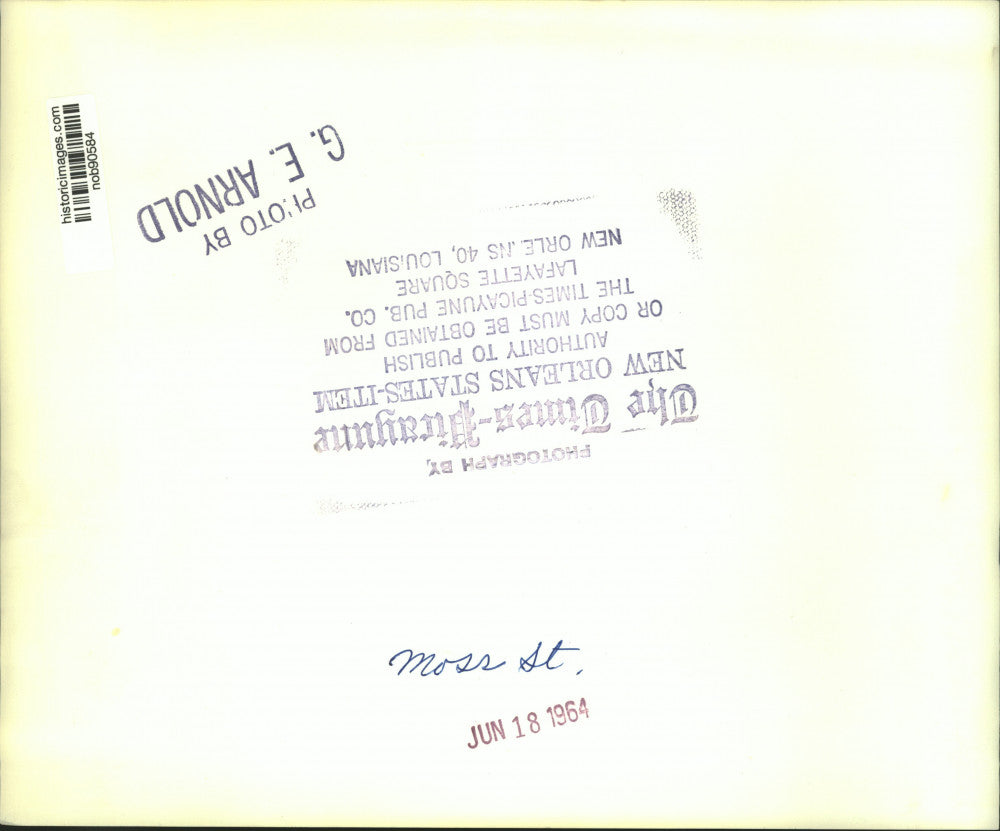 historicimages.com
nob90584
PHOTO BY
G. E. ARNOLD
PHOTOGRAPH BY,
The Times-Picayune
NEW ORLEANS STATES-ITEM
AUTHORITY TO PUBLISH
OR COPY MUST BE OBTAINED FROM
THE TIMES-PICAYUNE PUB. CO.
LAFAYETTE SQUARE
NEW ORLEANS 40, LOUISIANA
Moss St.
JUN 18 1964